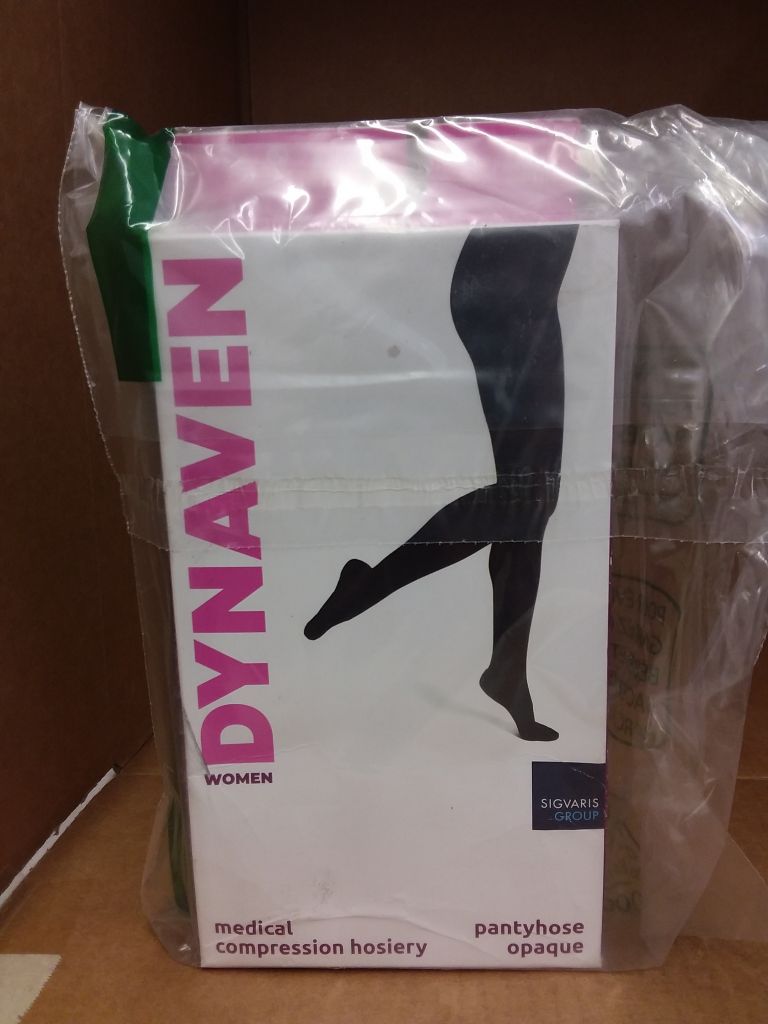 DYNAVEN
WOMEN
SIGVARIS
GROUP
medical
compression hosiery
pantyhose
opaque